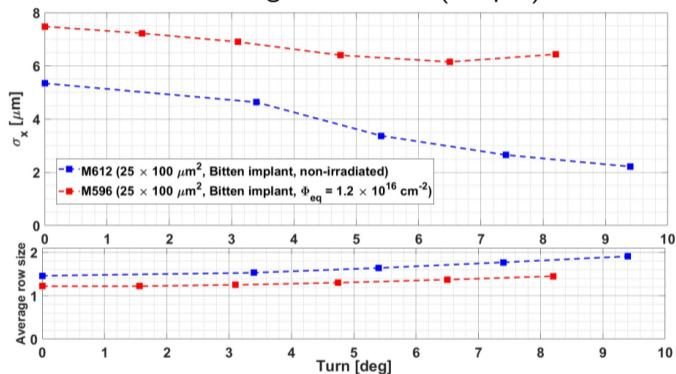 8
6
4
2
0
σx [μm]
M612 (25 × 100 μm², Bitten implant, non-irradiated)
M596 (25 × 100 μm², Bitten implant, Φeq = 1.2 × 10¹⁶ cm⁻²)
0 1 2 3 4 5 6 7 8 9 10
2
1
0
Average row size
0 1 2 3 4 5 6 7 8 9 10
Turn [deg]